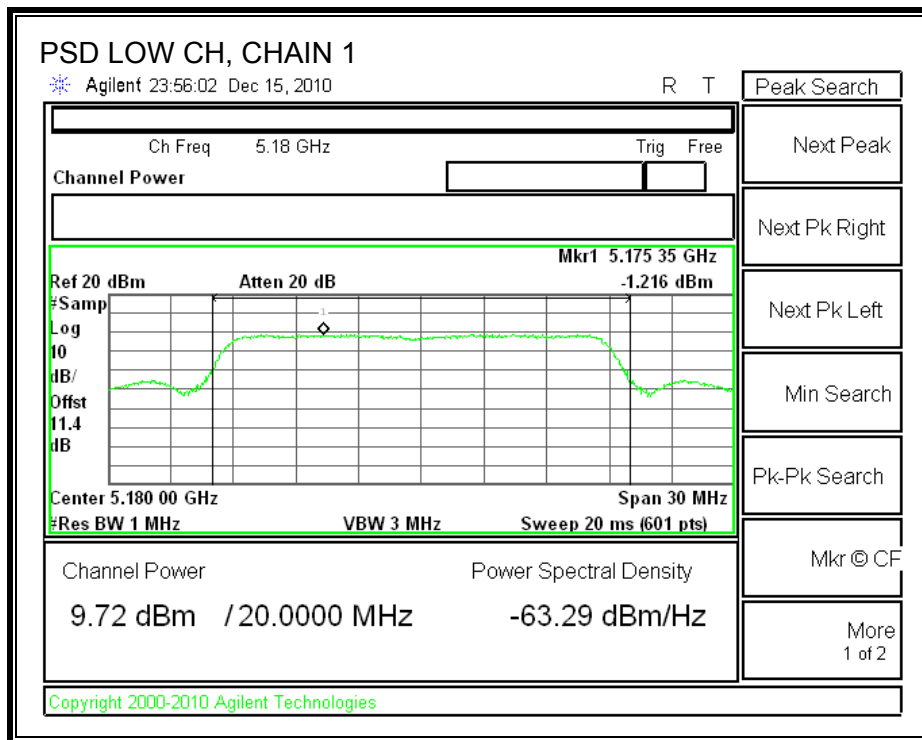 PSD LOW CH, CHAIN 1
Agilent 23:56:02 Dec 15, 2010 R T
Peak Search
Ch Freq 5.18 GHz Trig Free
Channel Power
Next Peak
Next Pk Right
Mkr1 5.175 35 GHz
Ref 20 dBm Atten 20 dB -1.216 dBm
#Samp
Log
10
dB/
Offst
11.4
dB
1
Next Pk Left
Min Search
Pk-Pk Search
Center 5.180 00 GHz Span 30 MHz
#Res BW 1 MHz VBW 3 MHz Sweep 20 ms (601 pts)
Channel Power Power Spectral Density
9.72 dBm / 20.0000 MHz -63.29 dBm/Hz
Mkr © CF
More
1 of 2
Copyright 2000-2010 Agilent Technologies